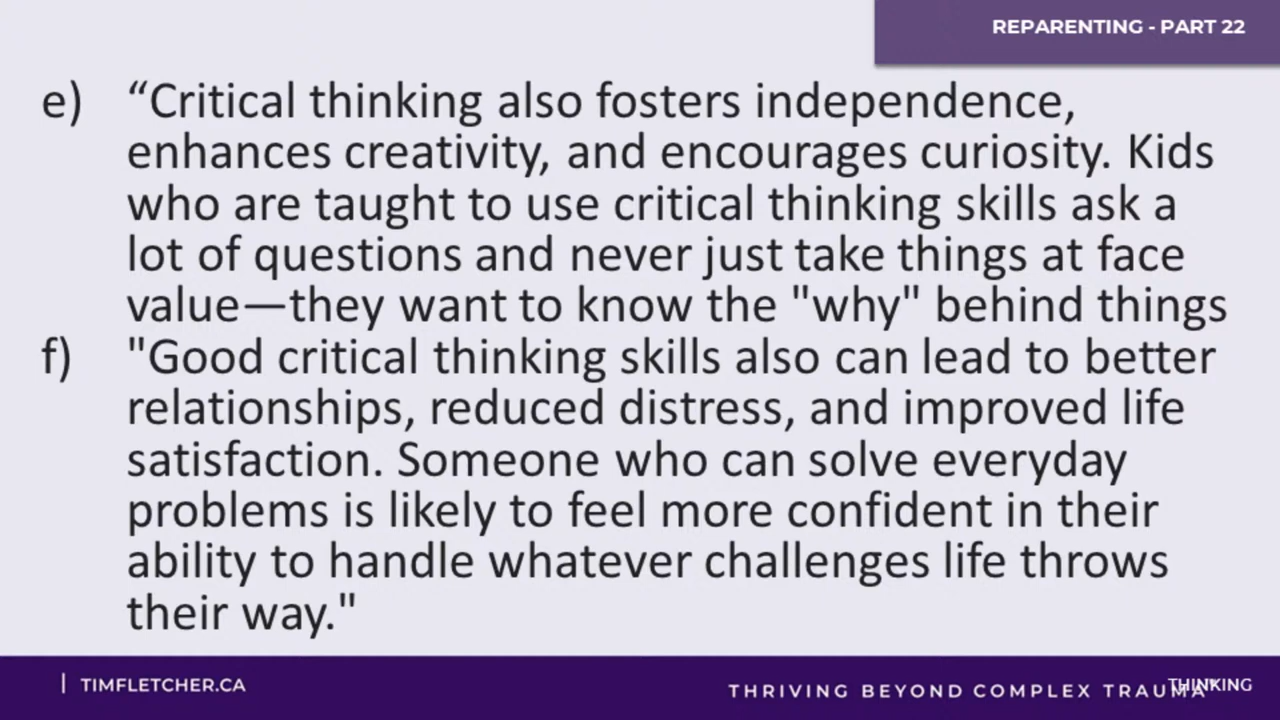 REPARENTING - PART 22
e) “Critical thinking also fosters independence,
enhances creativity, and encourages curiosity. Kids
who are taught to use critical thinking skills ask a
lot of questions and never just take things at face
value—they want to know the "why" behind things
f) "Good critical thinking skills also can lead to better
relationships, reduced distress, and improved life
satisfaction. Someone who can solve everyday
problems is likely to feel more confident in their
ability to handle whatever challenges life throws
their way."
| TIMFLETCHER.CA
THRIVING BEYOND COMPLEX TRAUMA
THINKING